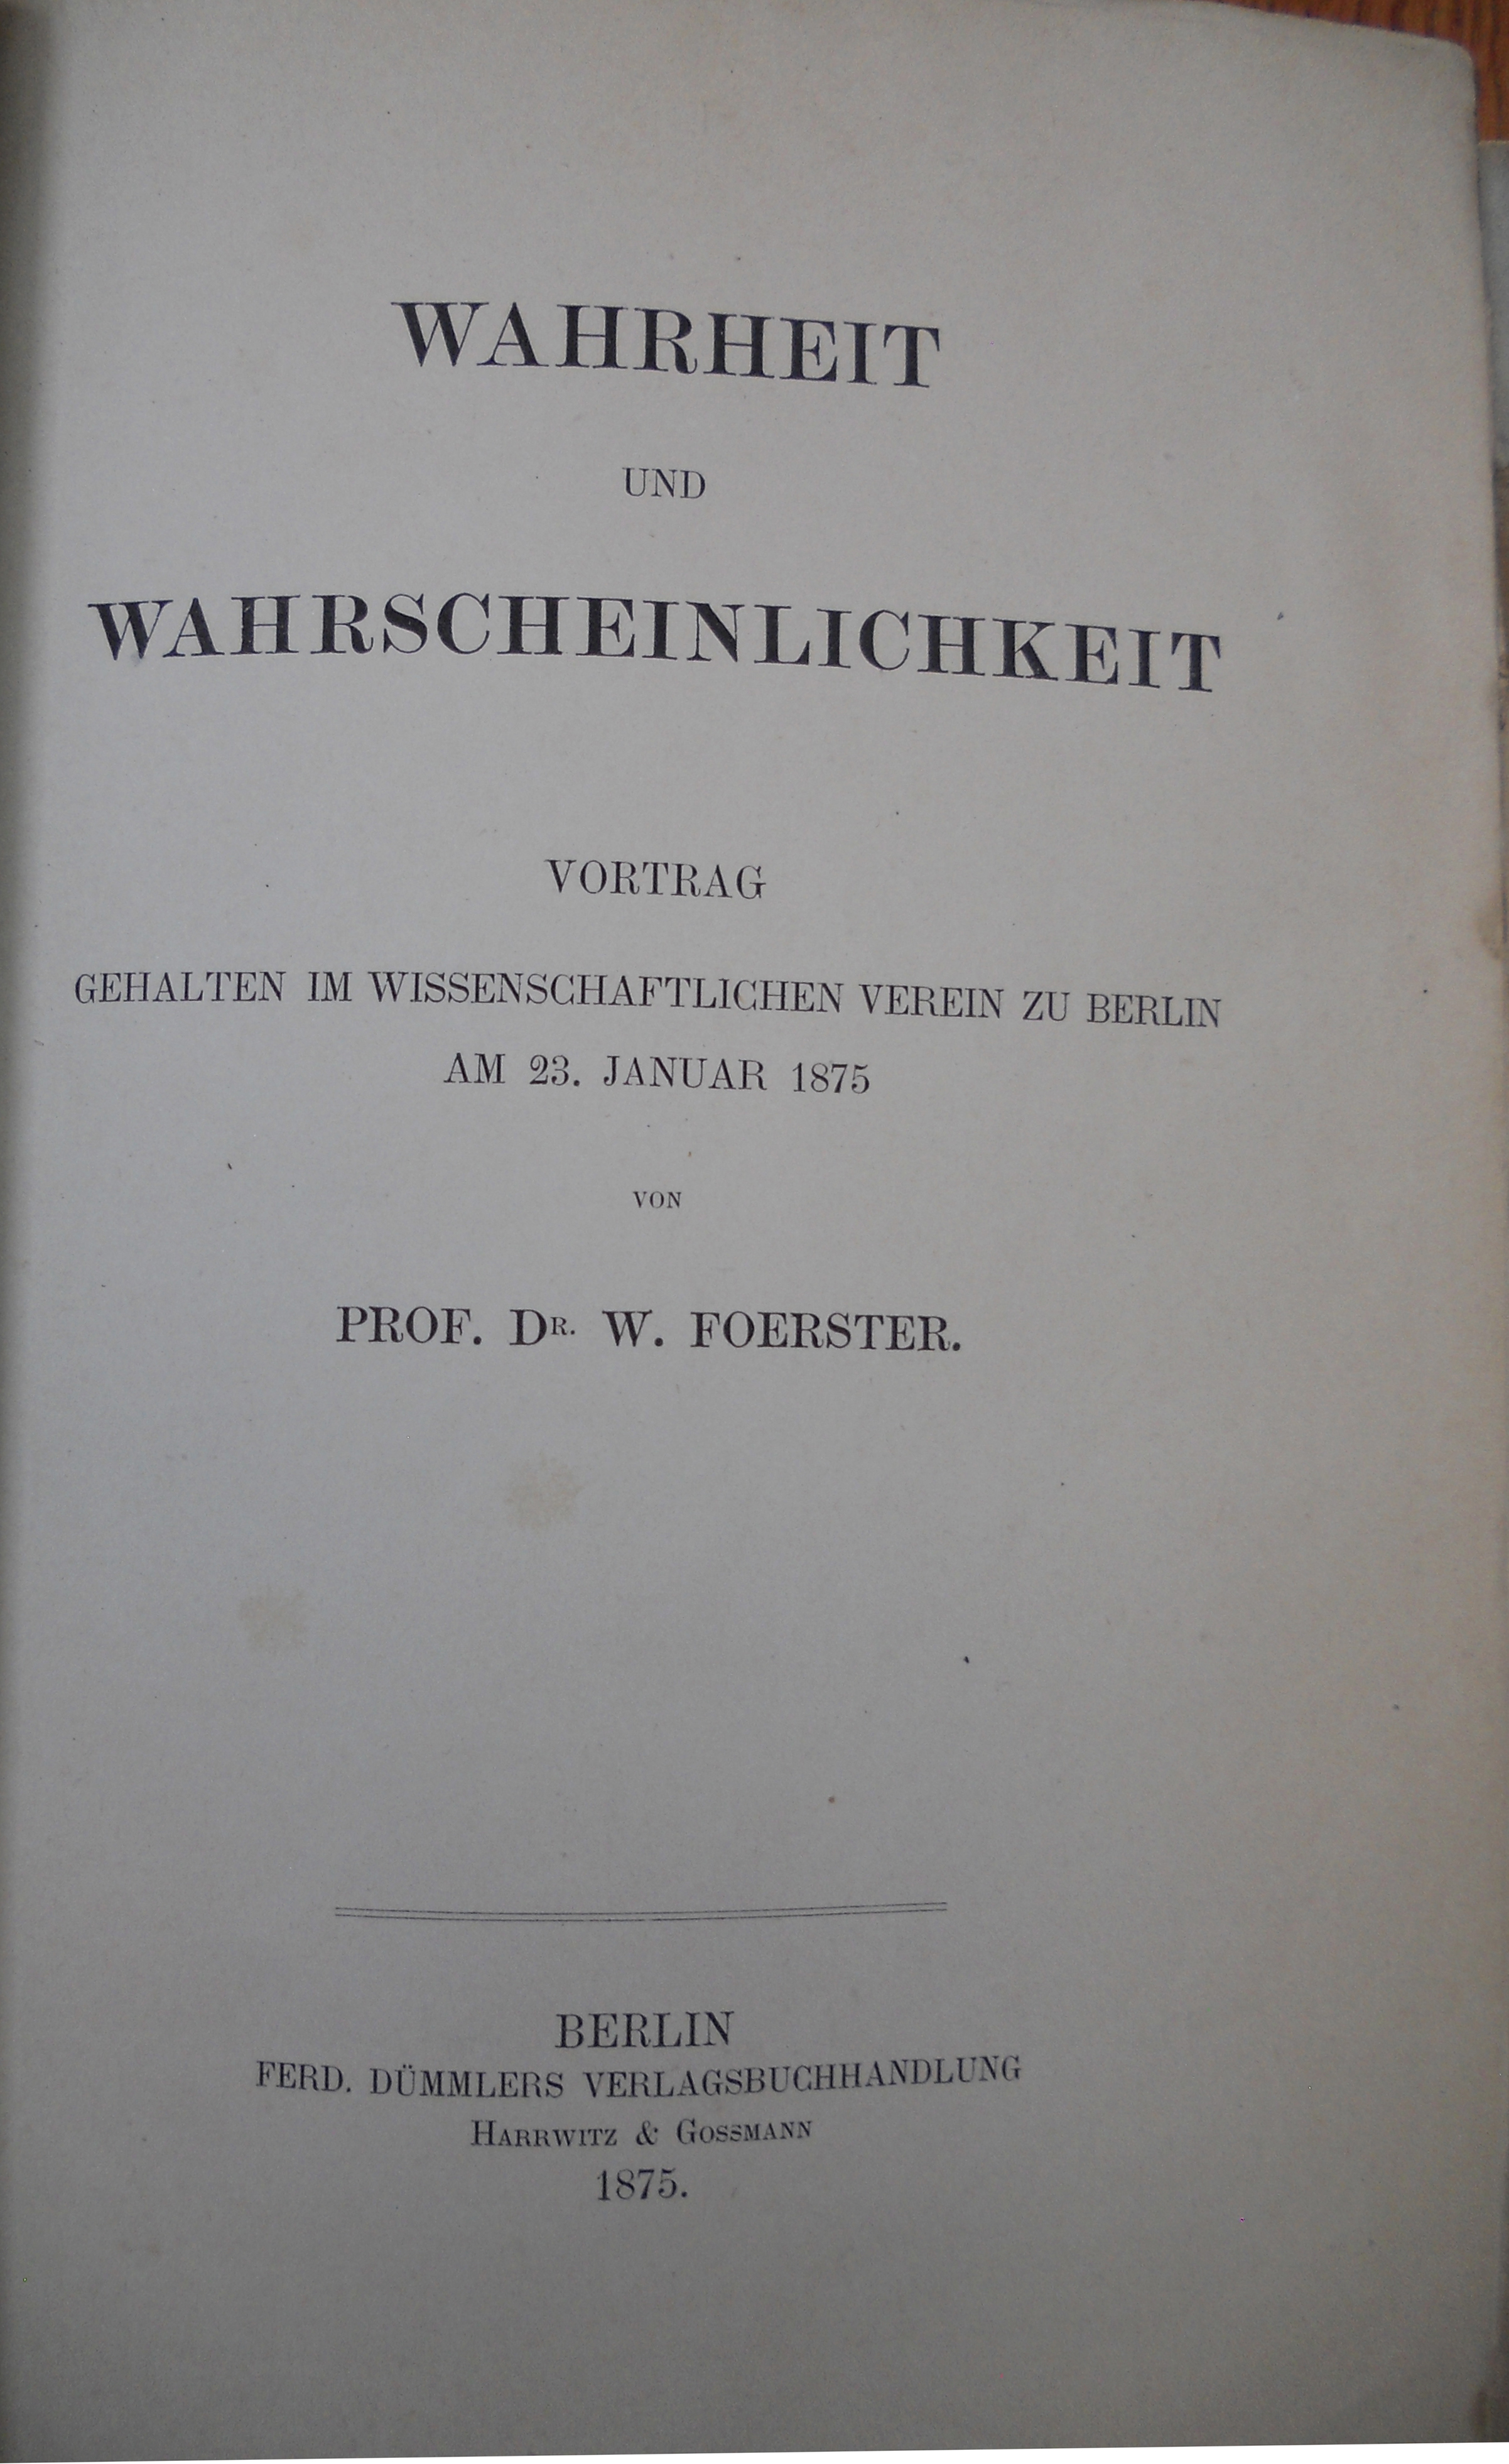 WAHRHEIT
UND
WAHRSCHEINLICHKEIT
VORTRAG
GEHALTEN IM WISSENSCHAFTLICHEN VEREIN ZU BERLIN
AM 23. JANUAR 1875
VON
PROF. DR. W. FOERSTER.
BERLIN
FERD. DÜMMLERS VERLAGSBUCHHANDLUNG
HARRWITZ & GOSSMANN
1875.